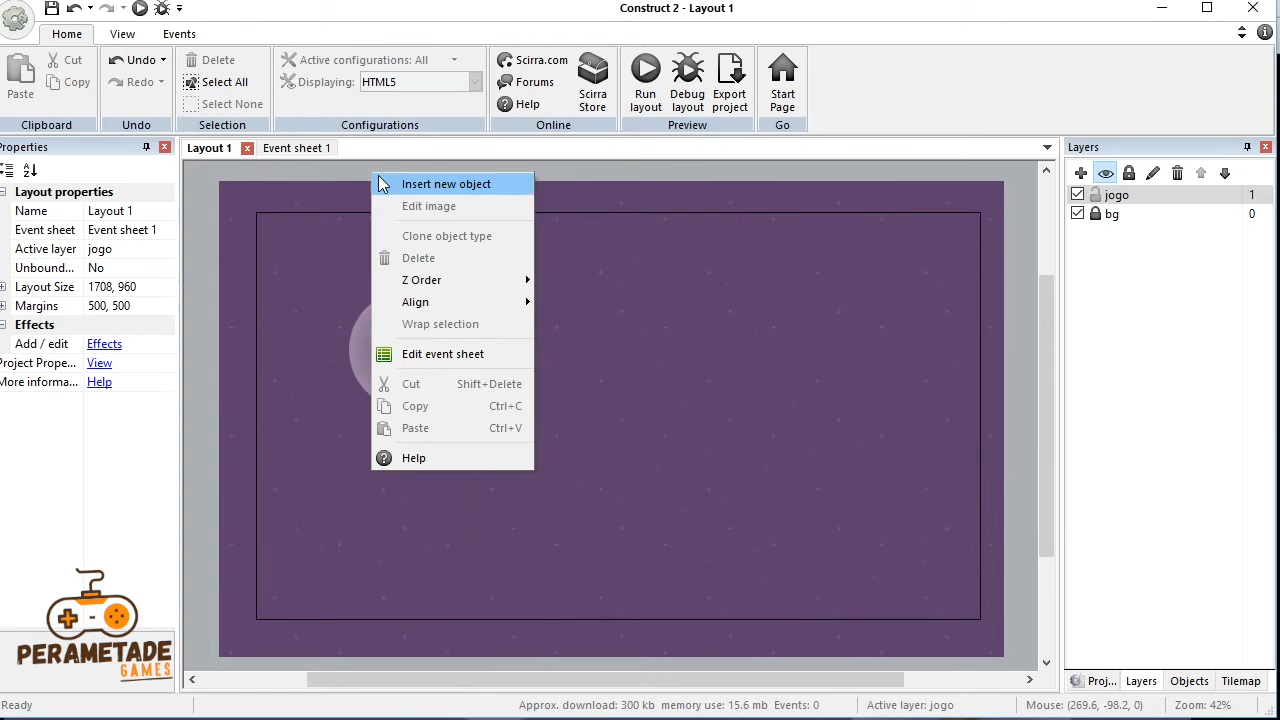 Construct 2 - Layout 1
Home View Events
Paste
Cut
Copy
Clipboard
Undo
Redo
Undo
Delete
Select All
Select None
Selection
Active configurations: All
Displaying: HTML5
Configurations
Scirra.com
Forums
Help
Scirra Store
Online
Run layout
Debug layout
Export project
Preview
Start Page
Go
Properties
Layout 1 Event sheet 1
Layers
Layout properties
Name Layout 1
Event sheet Event sheet 1
Active layer jogo
Unbound... No
Layout Size 1708, 960
Margins 500, 500
Effects
Add / edit Effects
Project Prope... View
More informa... Help
Insert new object
Edit image
Clone object type
Delete
Z Order
Align
Wrap selection
Edit event sheet
Cut Shift+Delete
Copy Ctrl+C
Paste Ctrl+V
Help
jogo 1
bg 0
PERAMETADE
GAMES
Proj... Layers Objects Tilemap
Ready Approx. download: 300 kb memory use: 15.6 mb Events: 0 Active layer: jogo Mouse: (269.6, -98.2, 0) Zoom: 42%